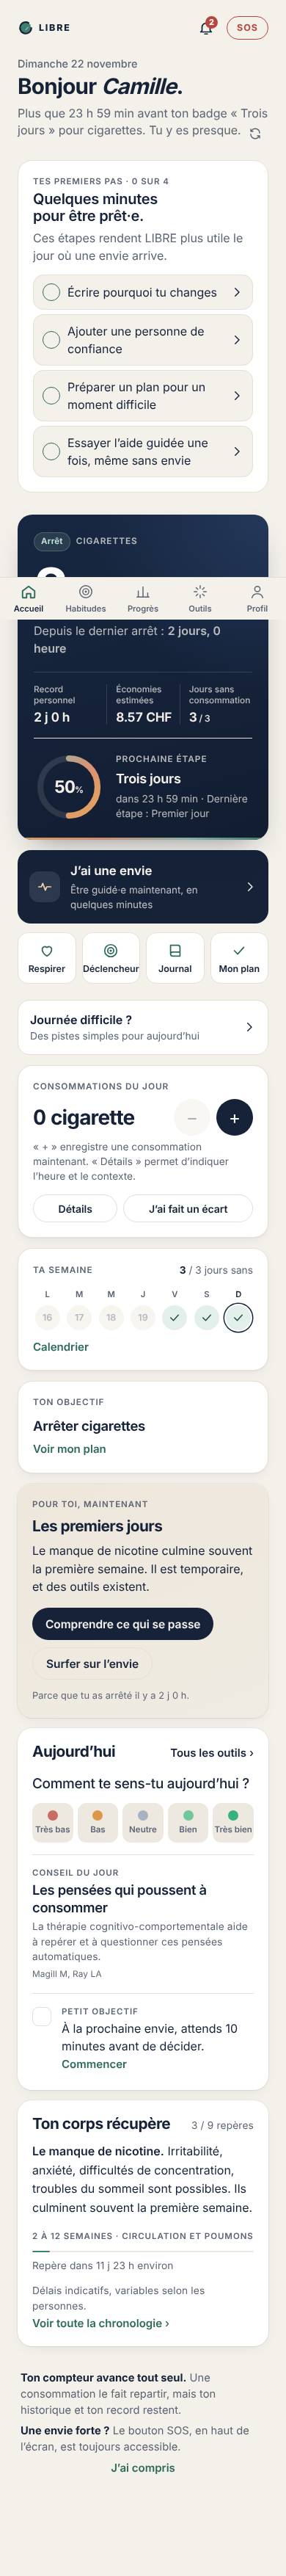 LIBRE
2
SOS
Dimanche 22 novembre
Bonjour Camille.
Plus que 23 h 59 min avant ton badge « Trois
jours » pour cigarettes. Tu y es presque.
TES PREMIERS PAS · 0 SUR 4
Quelques minutes
pour être prêt·e.
Ces étapes rendent LIBRE plus utile le
jour où une envie arrive.
Écrire pourquoi tu changes
Ajouter une personne de
confiance
Préparer un plan pour un
moment difficile
Essayer l’aide guidée une
fois, même sans envie
Arrêt CIGARETTES
Accueil Habitudes Progrès Outils Profil
Depuis le dernier arrêt : 2 jours, 0
heure
Record
personnel
2 j 0 h
Économies
estimées
8.57 CHF
Jours sans
consommation
3 / 3
50%
PROCHAINE ÉTAPE
Trois jours
dans 23 h 59 min · Dernière
étape : Premier jour
J’ai une envie
Être guidé·e maintenant, en
quelques minutes
Respirer Déclencheur Journal Mon plan
Journée difficile ?
Des pistes simples pour aujourd’hui
CONSOMMATIONS DU JOUR
0 cigarette − +
« + » enregistre une consommation
maintenant. « Détails » permet d’indiquer
l’heure et le contexte.
Détails J’ai fait un écart
TA SEMAINE 3 / 3 jours sans
L M M J V S D
16 17 18 19
Calendrier
TON OBJECTIF
Arrêter cigarettes
Voir mon plan
POUR TOI, MAINTENANT
Les premiers jours
Le manque de nicotine culmine souvent
la première semaine. Il est temporaire,
et des outils existent.
Comprendre ce qui se passe
Surfer sur l’envie
Parce que tu as arrêté il y a 2 j 0 h.
Aujourd’hui Tous les outils ›
Comment te sens-tu aujourd’hui ?
Très bas Bas Neutre Bien Très bien
CONSEIL DU JOUR
Les pensées qui poussent à
consommer
La thérapie cognitivo-comportementale aide
à repérer et à questionner ces pensées
automatiques.
Magill M, Ray LA
PETIT OBJECTIF
À la prochaine envie, attends 10
minutes avant de décider.
Commencer
Ton corps récupère 3 / 9 repères
Le manque de nicotine. Irritabilité,
anxiété, difficultés de concentration,
troubles du sommeil sont possibles. Ils
culminent souvent la première semaine.
2 À 12 SEMAINES · CIRCULATION ET POUMONS
Repère dans 11 j 23 h environ
Délais indicatifs, variables selon les
personnes.
Voir toute la chronologie ›
Ton compteur avance tout seul. Une
consommation le fait repartir, mais ton
historique et ton record restent.
Une envie forte ? Le bouton SOS, en haut de
l’écran, est toujours accessible.
J’ai compris